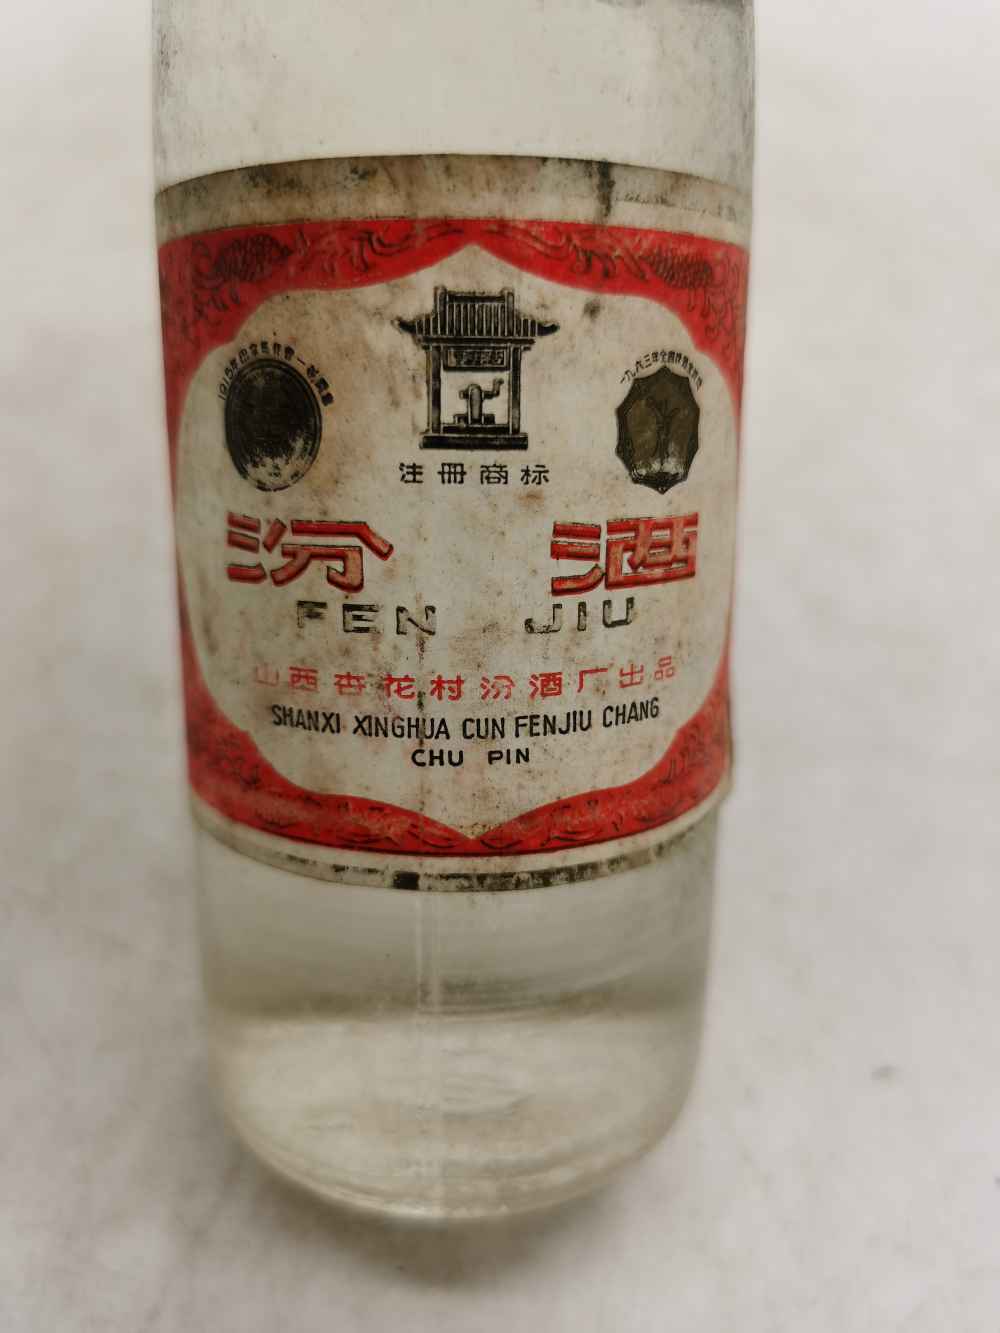 注册商标
汾酒
FEN JIU
山西杏花村汾酒厂出品
SHANXI XINGHUA CUN FENJIU CHANG
CHU PIN